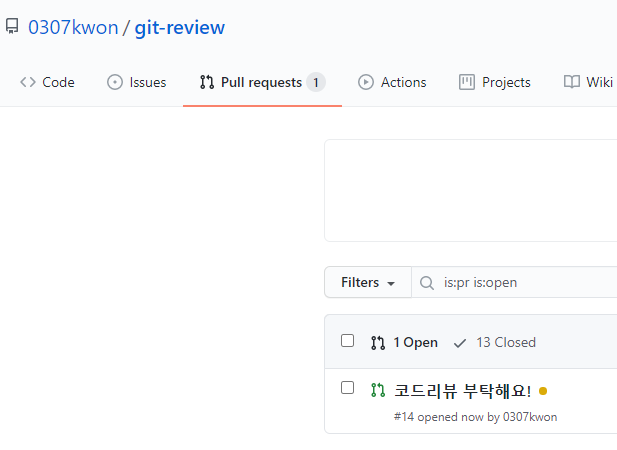 0307kwon / git-review
Code Issues Pull requests 1 Actions Projects Wiki
Filters is:pr is:open
1 Open 13 Closed
코드리뷰 부탁해요!
#14 opened now by 0307kwon